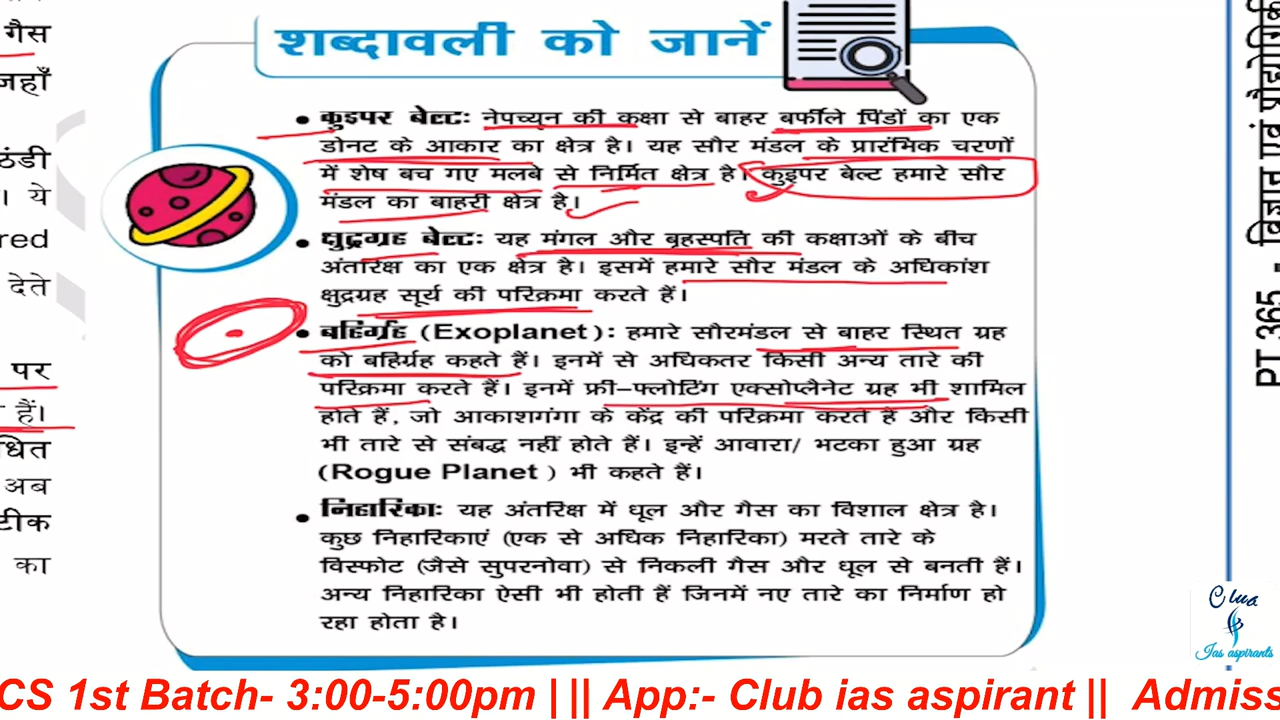 गैस
जहाँ
ठंडी
। ये
red
देते
पर
हैं।
धित
अब
टीक
का
शब्दावली को जानें
• कुइपर बेल्टः नेपच्यून की कक्षा से बाहर बर्फीले पिंडों का एक
डोनट के आकार का क्षेत्र है। यह सौर मंडल के प्रारंभिक चरणों
में शेष बच गए मलबे से निर्मित क्षेत्र है। कुइपर बेल्ट हमारे सौर
मंडल का बाहरी क्षेत्र है।
• क्षुद्रग्रह बेल्टः यह मंगल और बृहस्पति की कक्षाओं के बीच
अंतरिक्ष का एक क्षेत्र है। इसमें हमारे सौर मंडल के अधिकांश
क्षुद्रग्रह सूर्य की परिक्रमा करते हैं।
• बहिर्ग्रह (Exoplanet): हमारे सौरमंडल से बाहर स्थित ग्रह
को बहिर्ग्रह कहते हैं। इनमें से अधिकतर किसी अन्य तारे की
परिक्रमा करते हैं। इनमें फ्री–फ्लोटिंग एक्सोप्लैनेट ग्रह भी शामिल
होते हैं, जो आकाशगंगा के केंद्र की परिक्रमा करते हैं और किसी
भी तारे से संबद्ध नहीं होते हैं। इन्हें आवारा/ भटका हुआ ग्रह
(Rogue Planet ) भी कहते हैं।
• निहारिकाः यह अंतरिक्ष में धूल और गैस का विशाल क्षेत्र है।
कुछ निहारिकाएं (एक से अधिक निहारिका) मरते तारे के
विस्फोट (जैसे सुपरनोवा) से निकली गैस और धूल से बनती हैं।
अन्य निहारिका ऐसी भी होती हैं जिनमें नए तारे का निर्माण हो
रहा होता है।
PT 365 - विज्ञान एवं प्रौद्योगिकी
Club
Ias aspirants
CS 1st Batch- 3:00-5:00pm | || App:- Club ias aspirant || Admiss